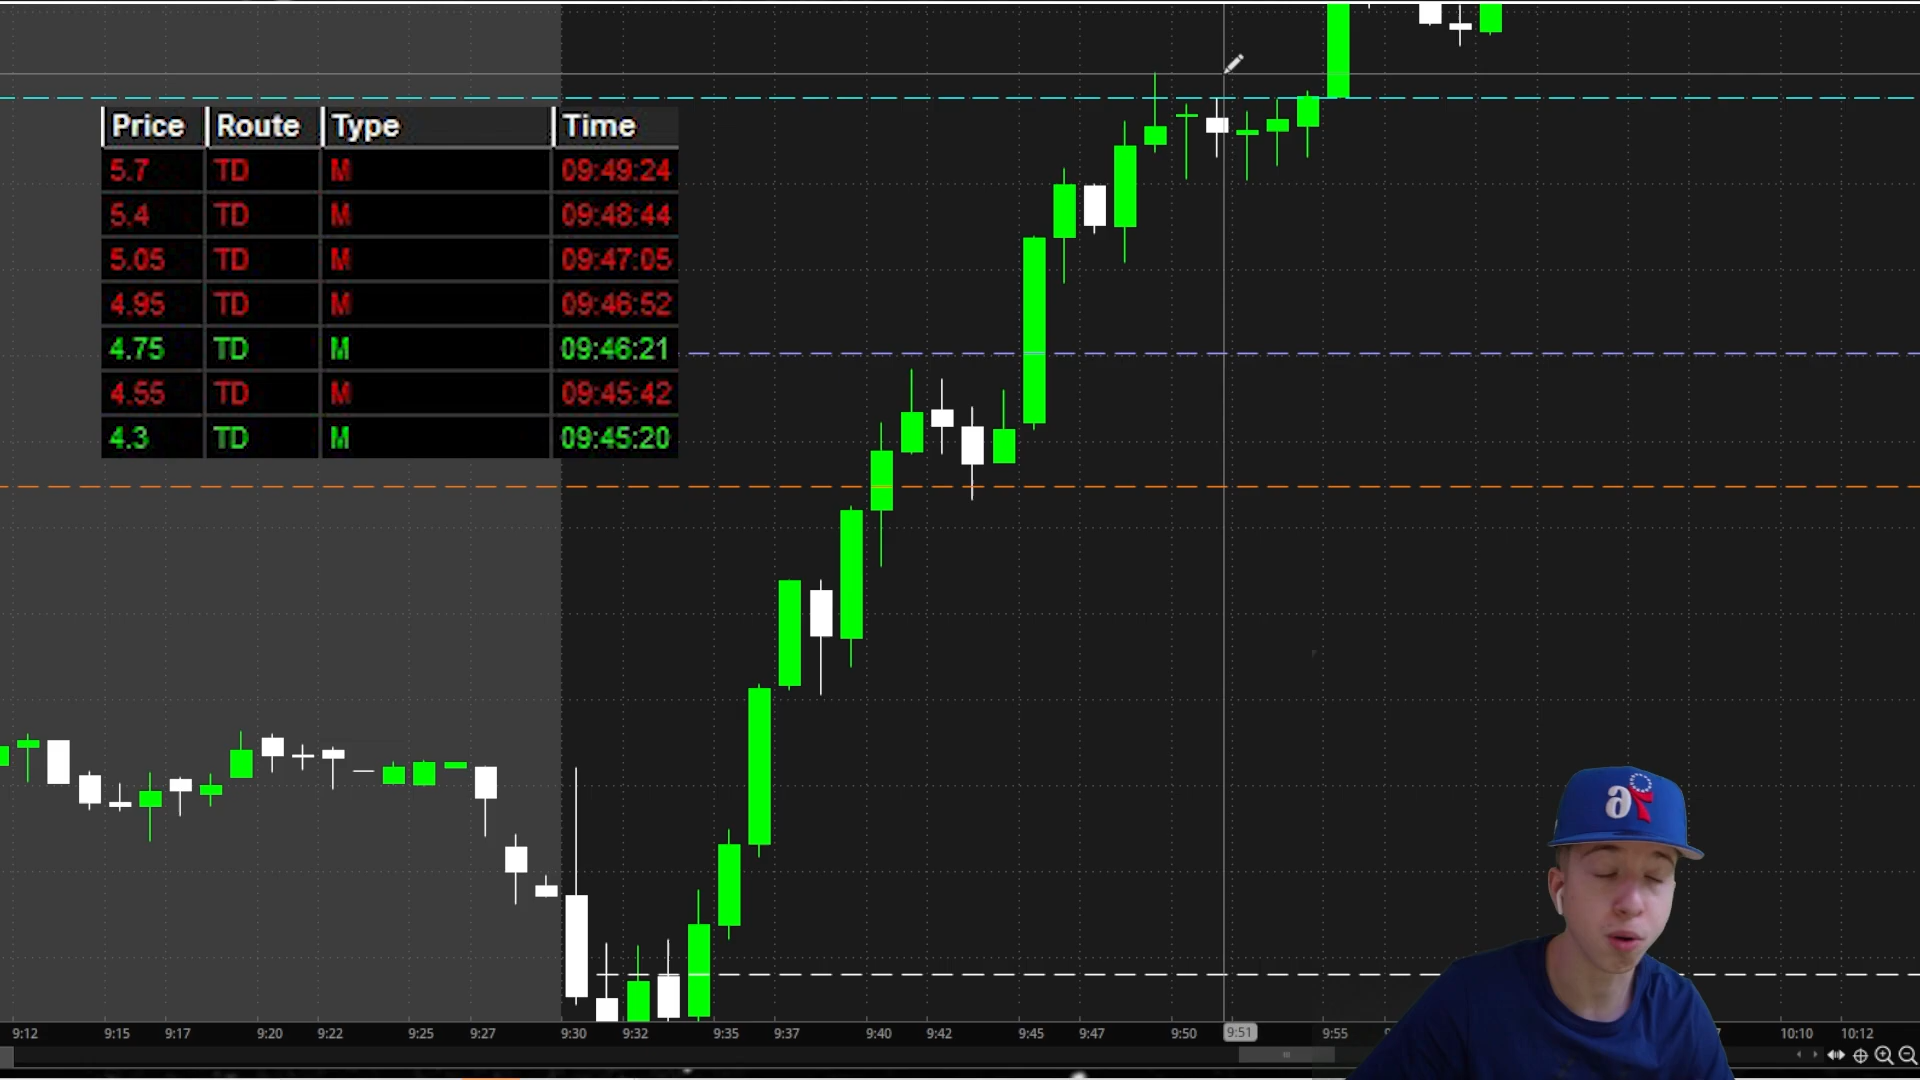 Price Route Type Time
5.7 TD M 09:49:24
5.4 TD M 09:48:44
5.05 TD M 09:47:05
4.95 TD M 09:46:52
4.75 TD M 09:46:21
4.55 TD M 09:45:42
4.3 TD M 09:45:20
9:12 9:15 9:17 9:20 9:22 9:25 9:27 9:30 9:32 9:35 9:37 9:40 9:42 9:45 9:47 9:50 9:51 9:55 10:10 10:12